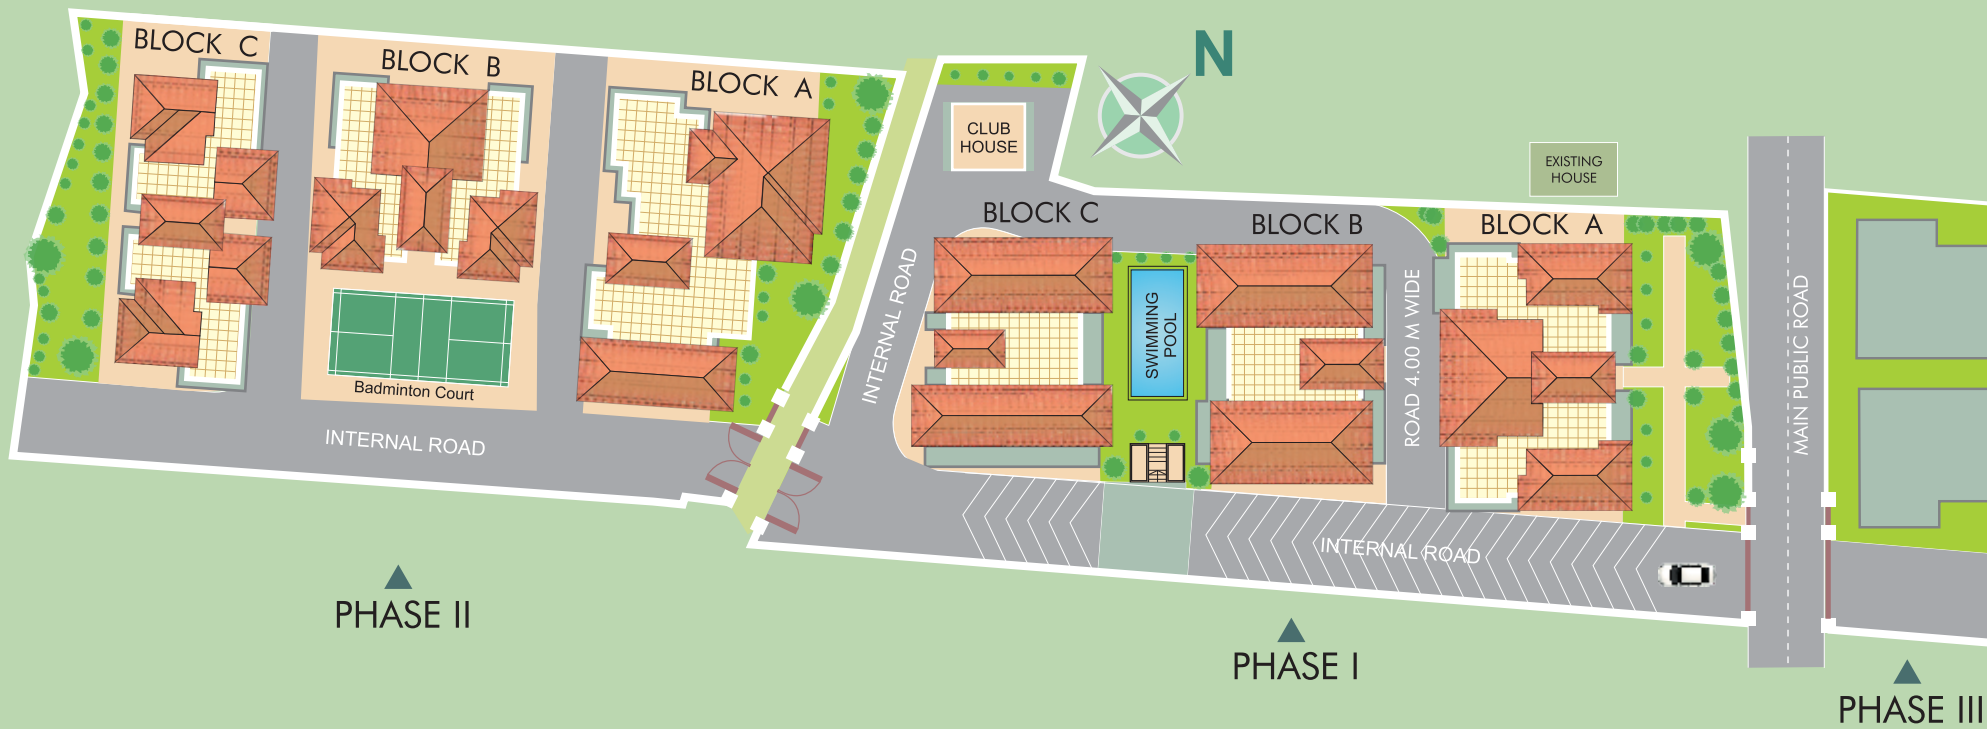 BLOCK C
BLOCK B
BLOCK A
N
CLUB
HOUSE
EXISTING
HOUSE
BLOCK C
BLOCK B
BLOCK A
INTERNAL ROAD
SWIMMING
POOL
ROAD 4.00 M WIDE
MAIN PUBLIC ROAD
Badminton Court
INTERNAL ROAD
INTERNAL ROAD
PHASE II
PHASE I
PHASE III